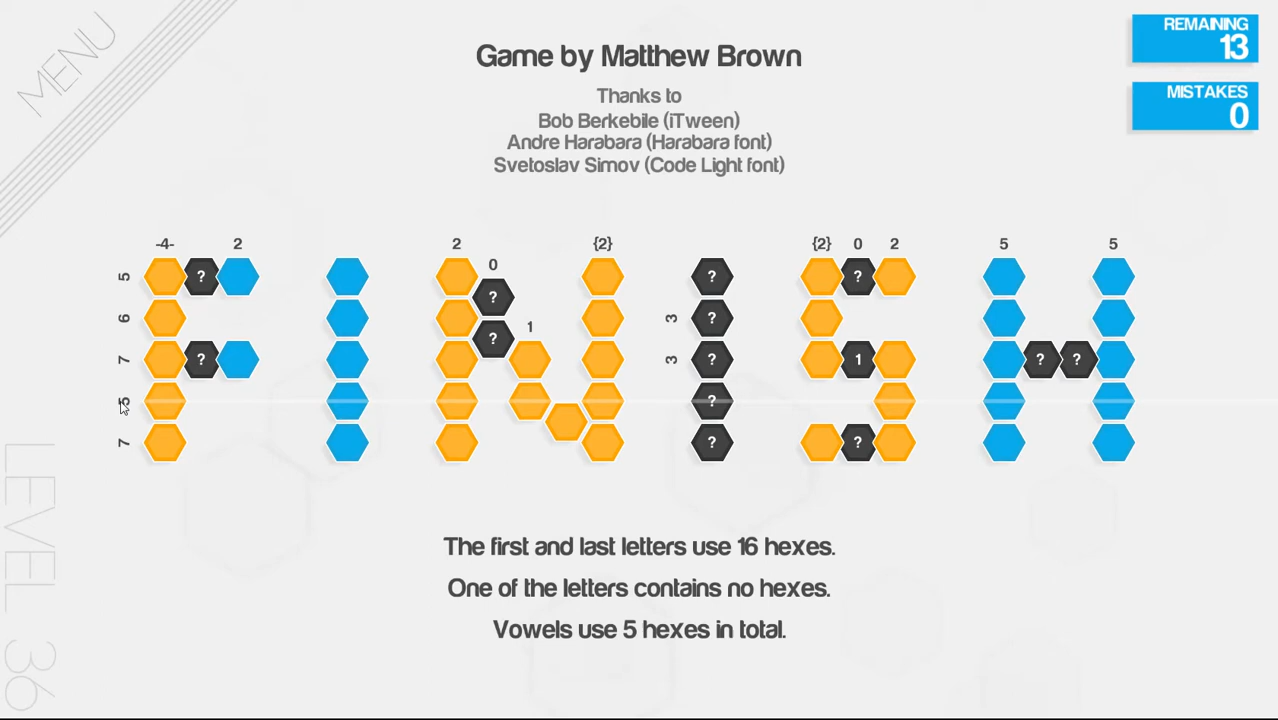 MENU
REMAINING
13
MISTAKES
0
Game by Matthew Brown
Thanks to
Bob Berkebile (iTween)
Andre Harabara (Harabara font)
Svetoslav Simov (Code Light font)
-4- 2 2 0 {2} {2} 0 2 5 5
1
5 ? ? ? ?
6 ? 3 ?
7 ? 3 ? 1 ? ?
5 ?
7 ? ?
The first and last letters use 16 hexes.
One of the letters contains no hexes.
Vowels use 5 hexes in total.
LEVEL 36